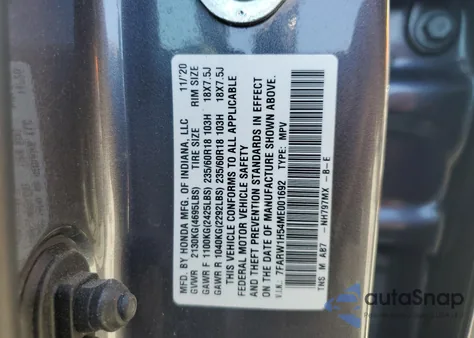 MFD. BY HONDA MFG. OF INDIANA, LLC 11/'20
GVWR 2130KG(4695LBS) TIRE SIZE RIM SIZE
GAWR F 1100KG(2425LBS) 235/60R18 103H 18X7.5J
GAWR R 1040KG(2292LBS) 235/60R18 103H 18X7.5J
THIS VEHICLE CONFORMS TO ALL APPLICABLE
FEDERAL MOTOR VEHICLE SAFETY
AND THEFT PREVENTION STANDARDS IN EFFECT
ON THE DATE OF MANUFACTURE SHOWN ABOVE.
V.I.N. 7FARW1H54ME001692 TYPE: MPV
THS M A87 - NH797MX - B - E
autoSnap